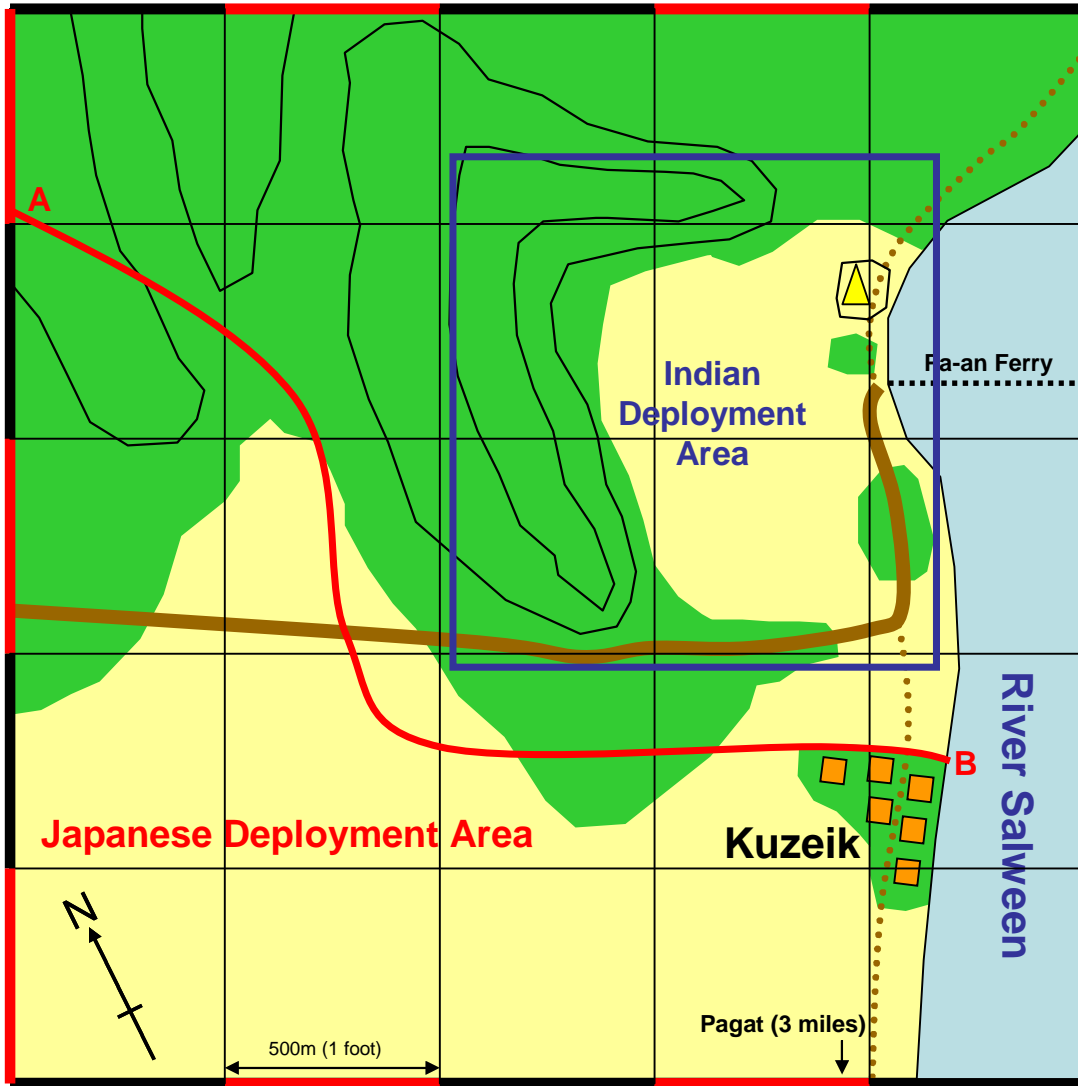 A
Pa-an Ferry
Indian
Deployment
Area
B
River Salween
Japanese Deployment Area
Kuzeik
N
Pagat (3 miles)
500m (1 foot)